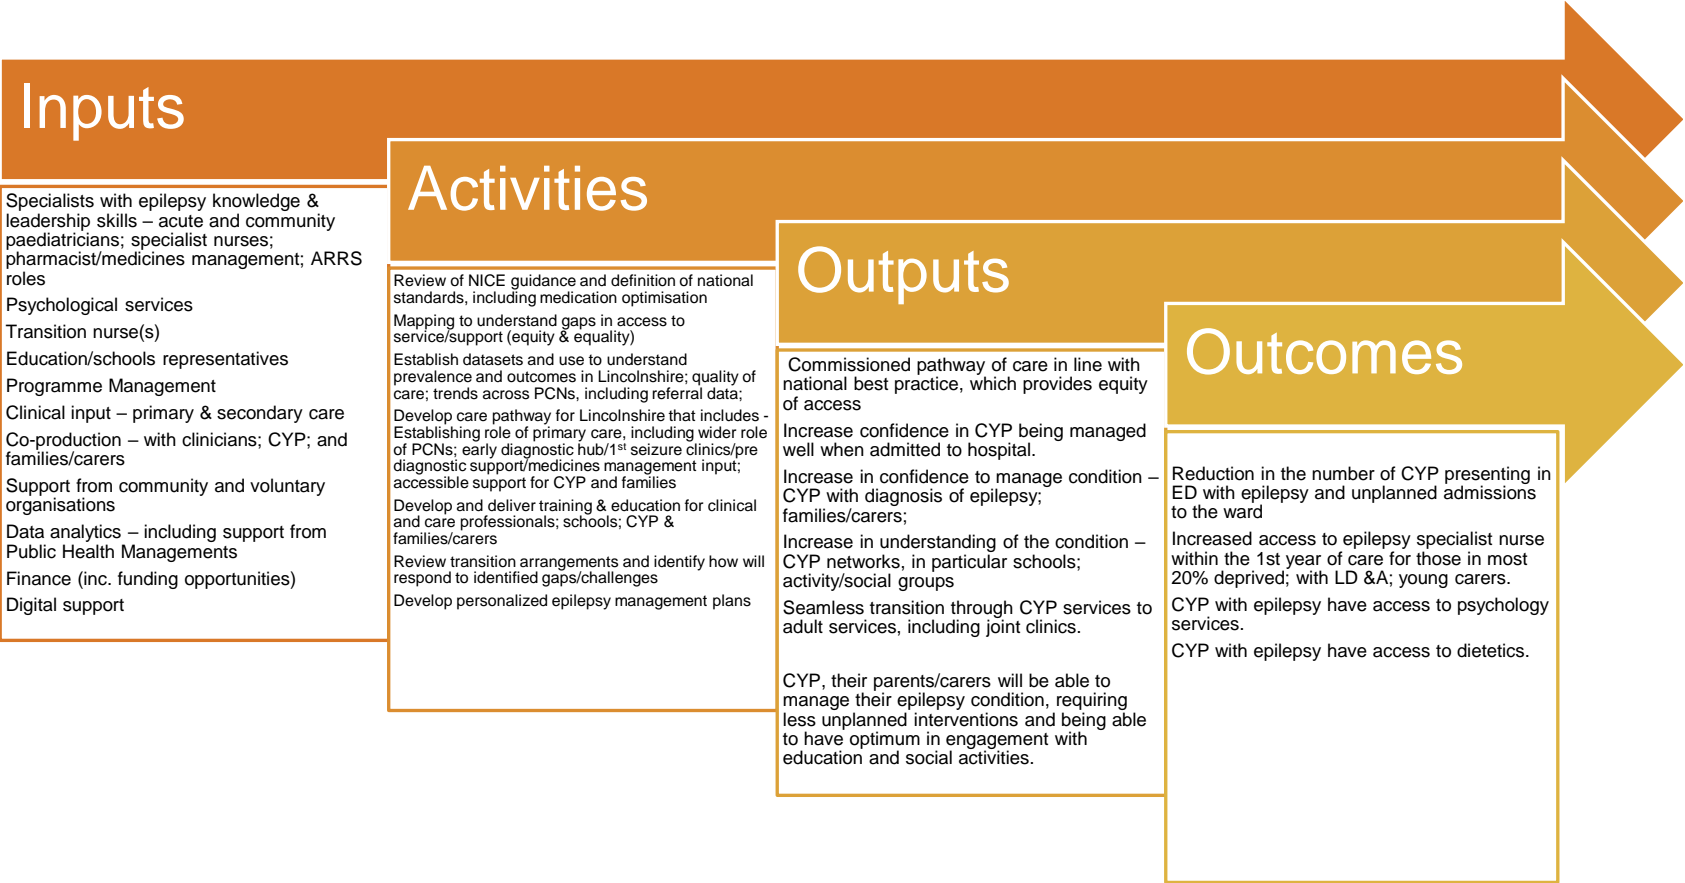 Inputs
Specialists with epilepsy knowledge &
leadership skills – acute and community
paediatricians; specialist nurses;
pharmacist/medicines management; ARRS
roles
Psychological services
Transition nurse(s)
Education/schools representatives
Programme Management
Clinical input – primary & secondary care
Co-production – with clinicians; CYP; and
families/carers
Support from community and voluntary
organisations
Data analytics – including support from
Public Health Managements
Finance (inc. funding opportunities)
Digital support
Activities
Review of NICE guidance and definition of national
standards, including medication optimisation
Mapping to understand gaps in access to
service/support (equity & equality)
Establish datasets and use to understand
prevalence and outcomes in Lincolnshire; quality of
care; trends across PCNs, including referral data;
Develop care pathway for Lincolnshire that includes -
Establishing role of primary care, including wider role
of PCNs; early diagnostic hub/1st seizure clinics/pre
diagnostic support/medicines management input;
accessible support for CYP and families
Develop and deliver training & education for clinical
and care professionals; schools; CYP &
families/carers
Review transition arrangements and identify how will
respond to identified gaps/challenges
Develop personalized epilepsy management plans
Outputs
Commissioned pathway of care in line with
national best practice, which provides equity
of access
Increase confidence in CYP being managed
well when admitted to hospital.
Increase in confidence to manage condition –
CYP with diagnosis of epilepsy;
families/carers;
Increase in understanding of the condition –
CYP networks, in particular schools;
activity/social groups
Seamless transition through CYP services to
adult services, including joint clinics.
CYP, their parents/carers will be able to
manage their epilepsy condition, requiring
less unplanned interventions and being able
to have optimum in engagement with
education and social activities.
Outcomes
Reduction in the number of CYP presenting in
ED with epilepsy and unplanned admissions
to the ward
Increased access to epilepsy specialist nurse
within the 1st year of care for those in most
20% deprived; with LD &A; young carers.
CYP with epilepsy have access to psychology
services.
CYP with epilepsy have access to dietetics.